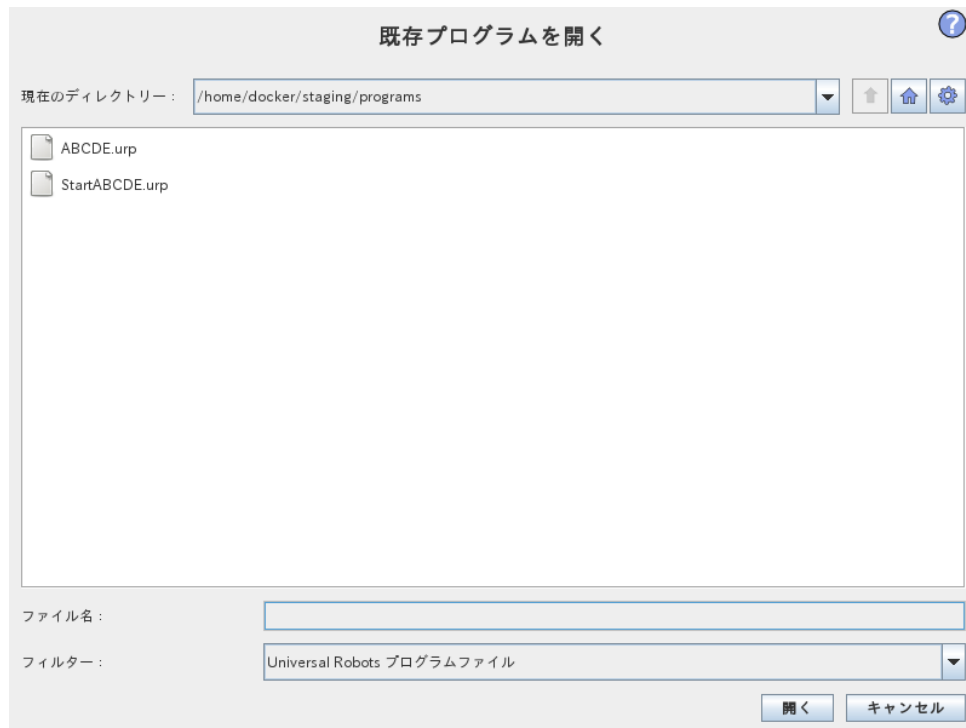 既存プログラムを開く
?
現在のディレクトリー： /home/docker/staging/programs
ABCDE.urp
StartABCDE.urp
ファイル名：
フィルター： Universal Robots プログラムファイル
開く キャンセル